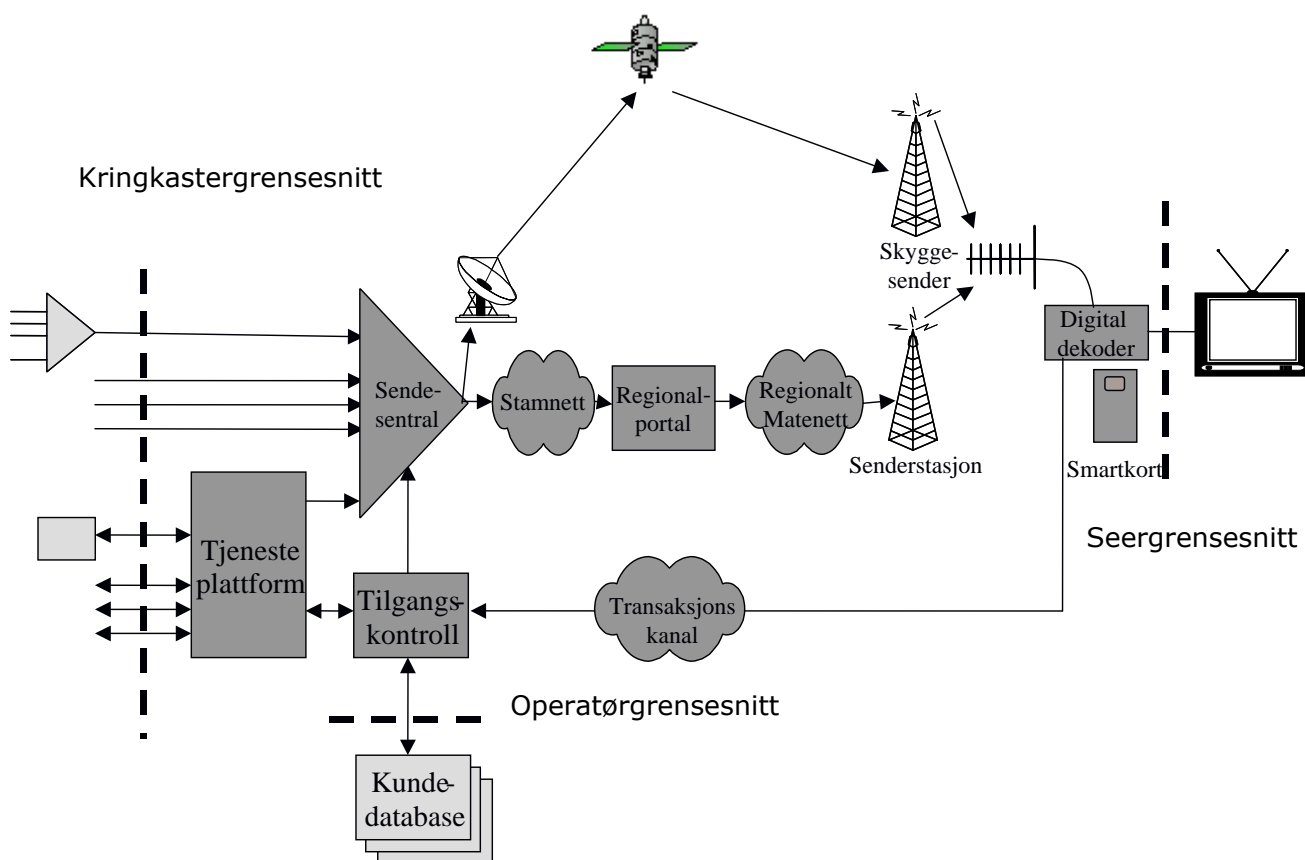 Kringkastergrensesnitt
Skygge-
sender
Digital
dekoder
Sende-
sentral
Stamnett
Regional-
portal
Regionalt
Matenett
Senderstasjon
Smartkort
Seergrensesnitt
Tjeneste
plattform
Tilgangs-
kontroll
Transaksjons
kanal
Operatørgrensesnitt
Kunde-
database